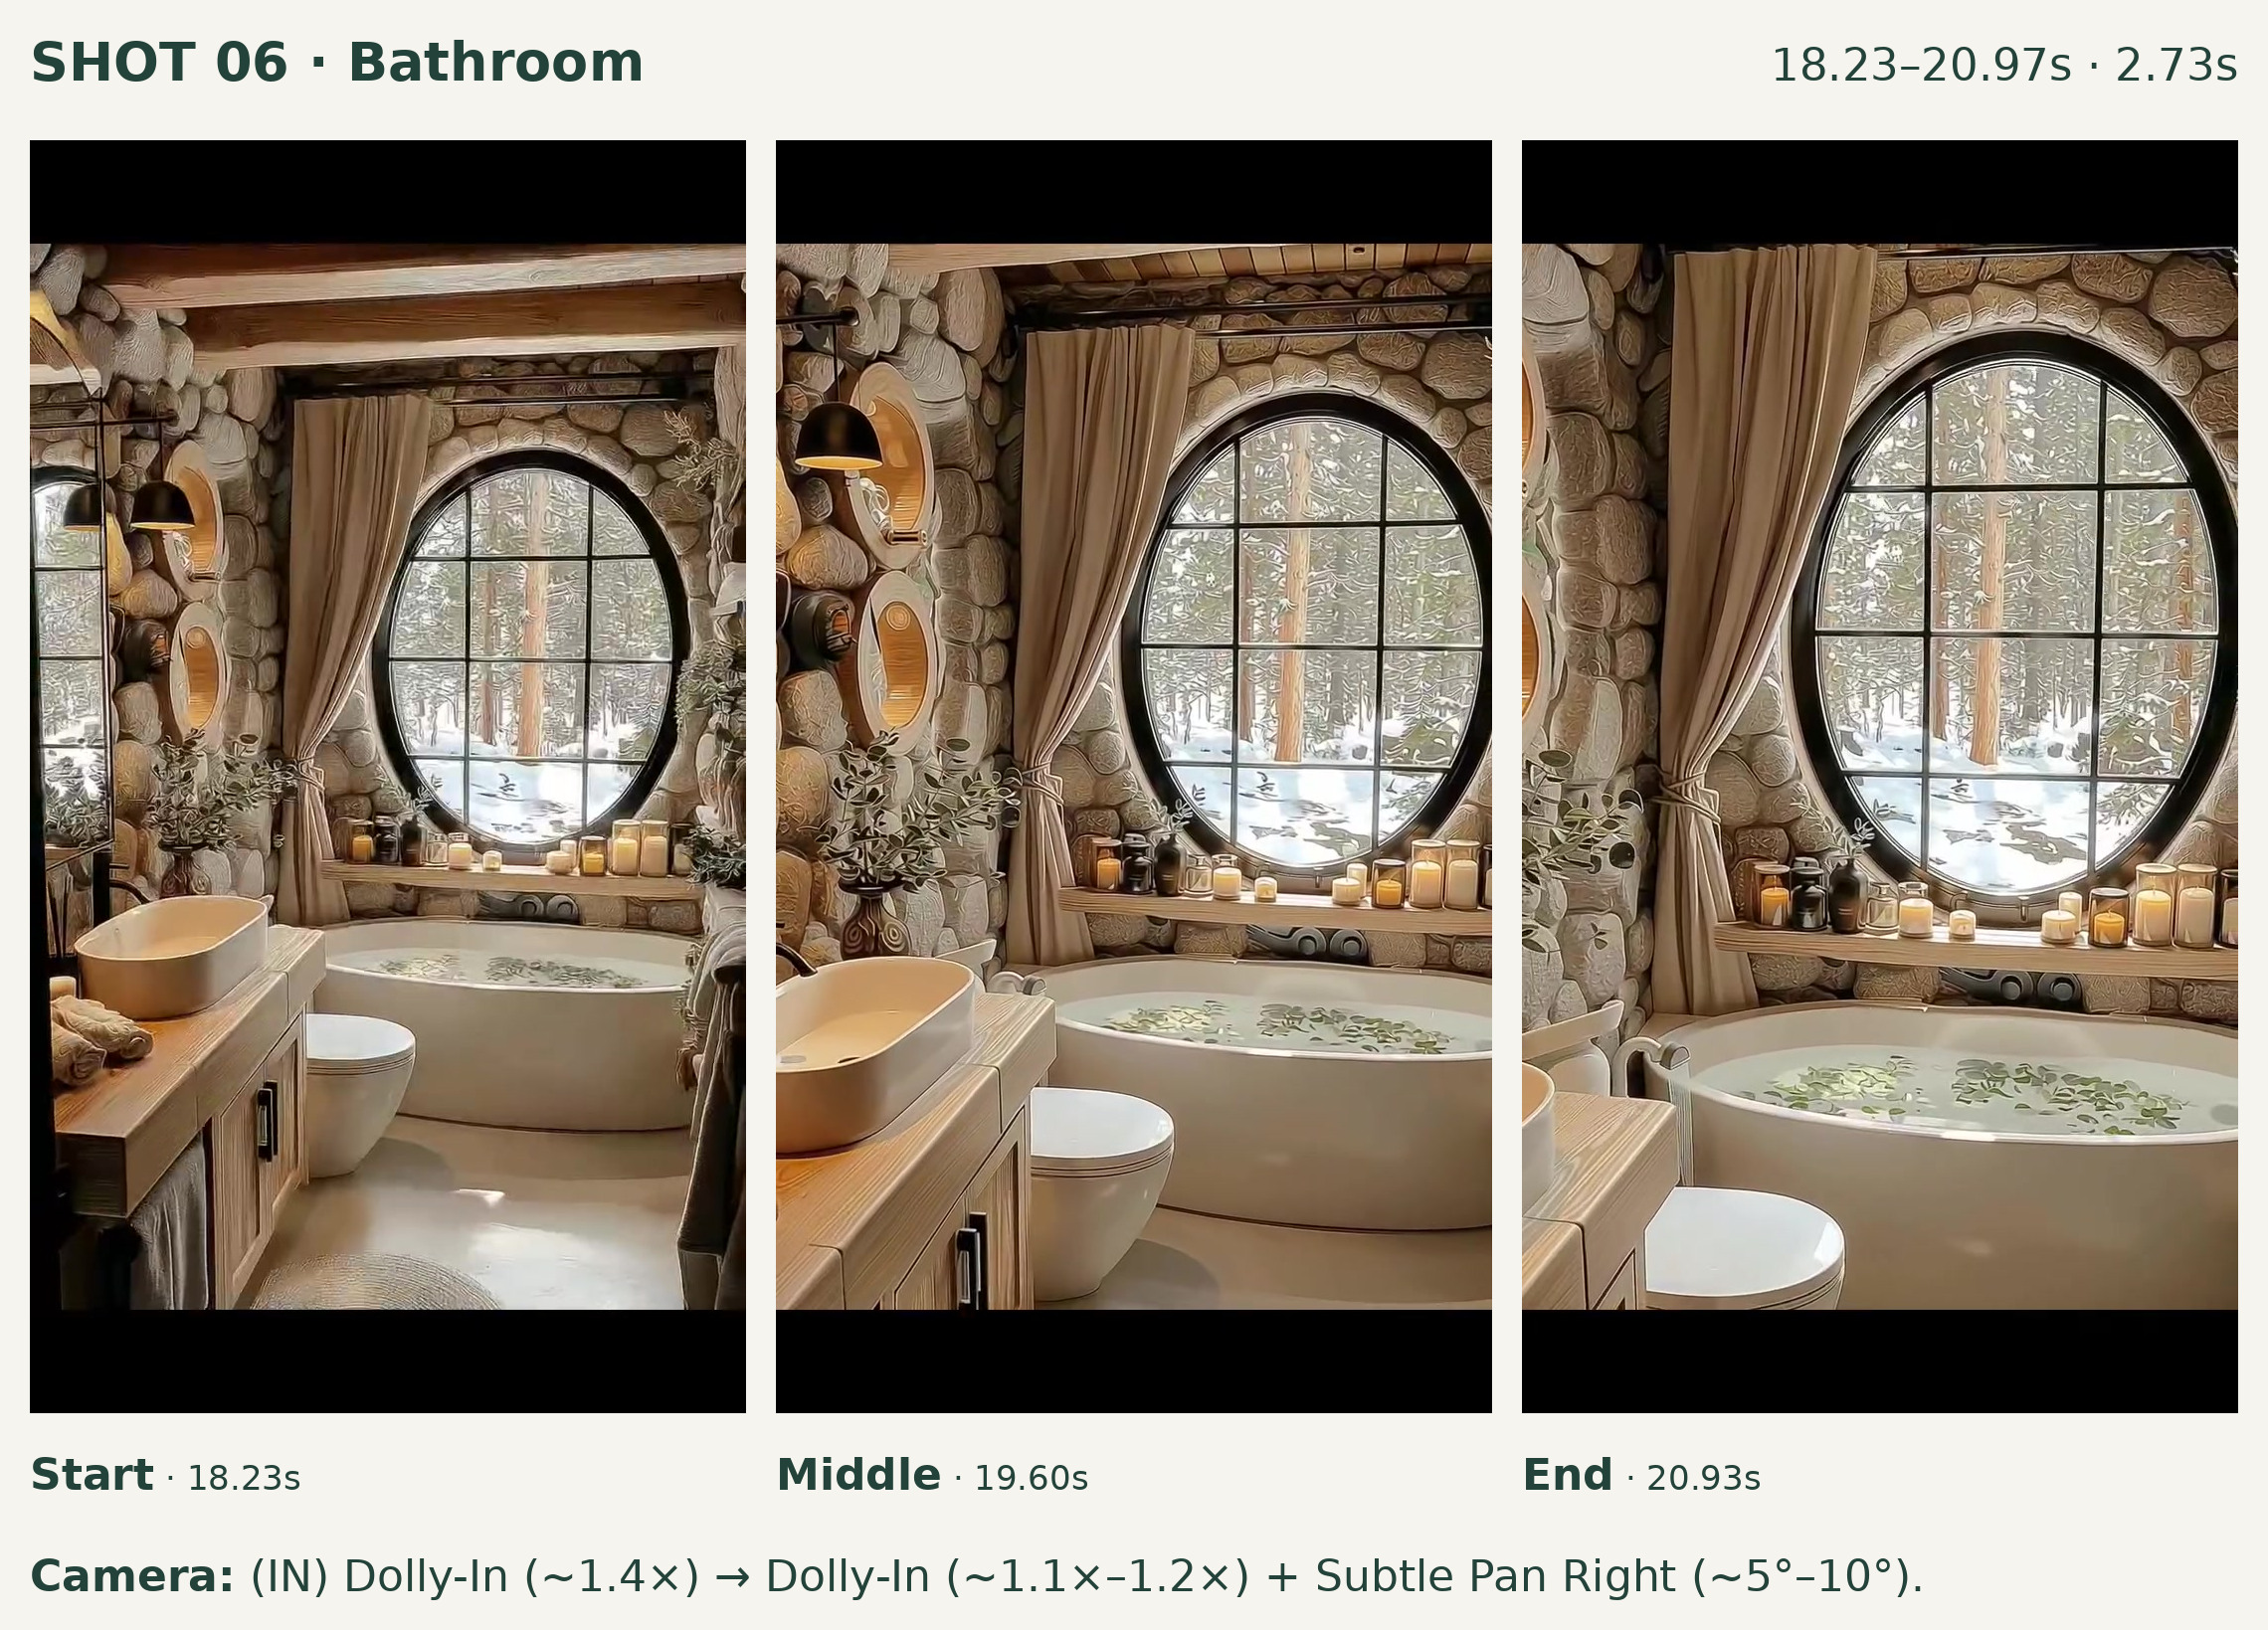 SHOT 06 · Bathroom
18.23–20.97s · 2.73s
Start · 18.23s
Middle · 19.60s
End · 20.93s
Camera: (IN) Dolly-In (~1.4×) → Dolly-In (~1.1×–1.2×) + Subtle Pan Right (~5°–10°).